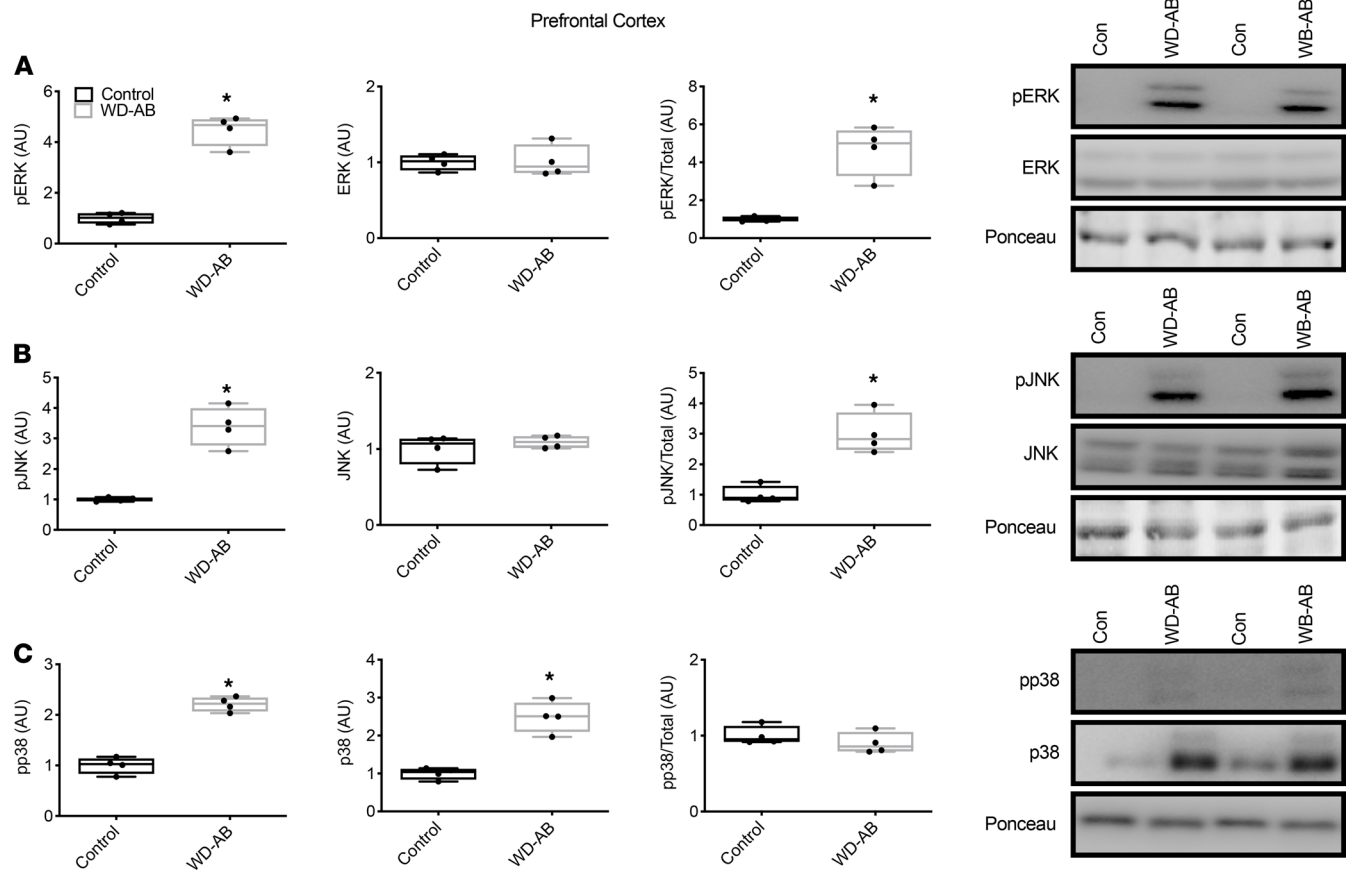 Prefrontal Cortex
A
pERK (AU)
6
4
2
0
Control
WD-AB
*
Control
WD-AB
ERK (AU)
2
1
0
Control
WD-AB
pERK/Total (AU)
8
6
4
2
0
*
Control
WD-AB
Con
WD-AB
Con
WB-AB
pERK
ERK
Ponceau
B
pJNK (AU)
5
4
3
2
1
0
*
Control
WD-AB
JNK (AU)
2
1
0
Control
WD-AB
pJNK/Total (AU)
5
4
3
2
1
0
*
Control
WD-AB
Con
WD-AB
Con
WB-AB
pJNK
JNK
Ponceau
C
pp38 (AU)
3
2
1
0
*
Control
WD-AB
p38 (AU)
4
3
2
1
0
*
Control
WD-AB
pp38/Total (AU)
2
1
0
Control
WD-AB
Con
WD-AB
Con
WB-AB
pp38
p38
Ponceau